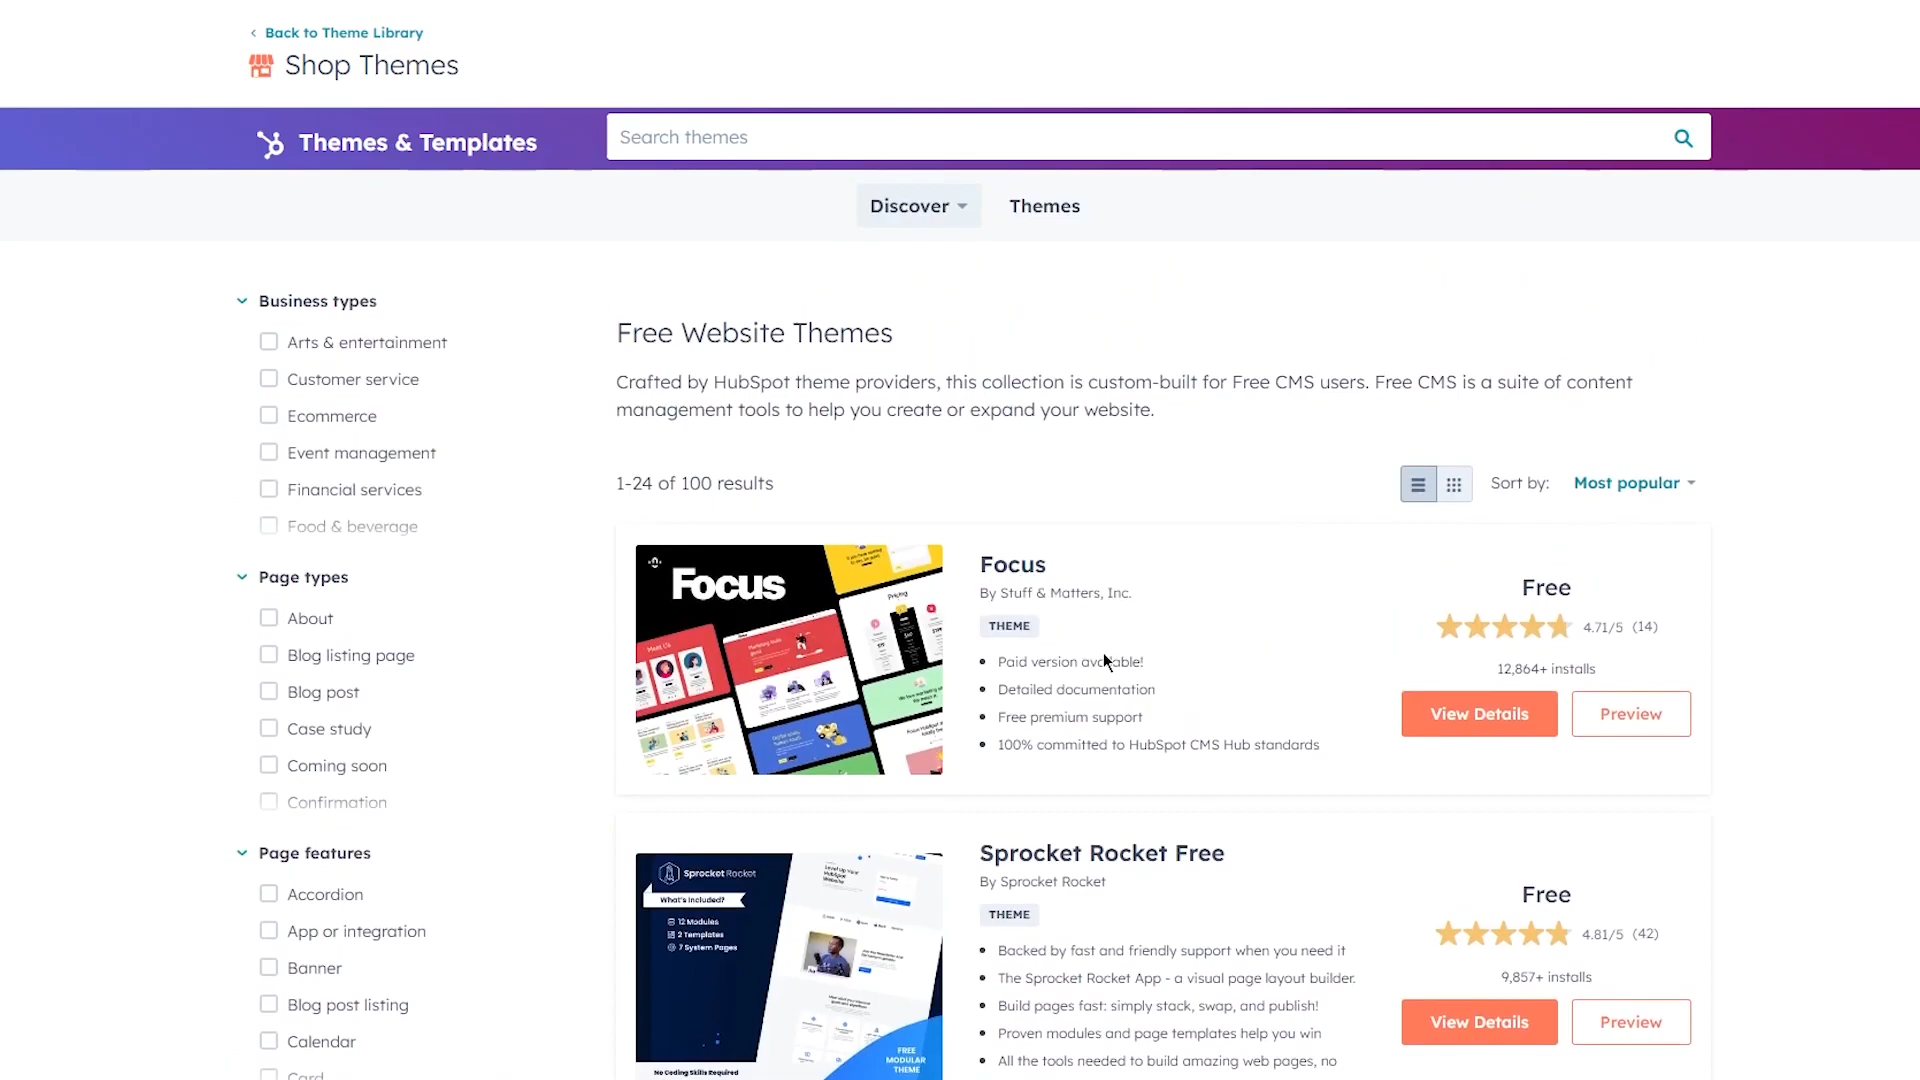 Back to Theme Library
Shop Themes
Themes & Templates
Search themes
Discover
Themes
Business types
Arts & entertainment
Customer service
Ecommerce
Event management
Financial services
Food & beverage
Page types
About
Blog listing page
Blog post
Case study
Coming soon
Confirmation
Page features
Accordion
App or integration
Banner
Blog post listing
Calendar
Card
Free Website Themes
Crafted by HubSpot theme providers, this collection is custom-built for Free CMS users. Free CMS is a suite of content
management tools to help you create or expand your website.
1-24 of 100 results
Sort by:
Most popular
Focus
Pricing
Meet Us
Focus
By Stuff & Matters, Inc.
THEME
Paid version available!
Detailed documentation
Free premium support
100% committed to HubSpot CMS Hub standards
Free
4.71/5 (14)
12,864+ installs
View Details
Preview
Sprocket Rocket
What's Included?
12 Modules
2 Templates
7 System Pages
No Coding Skills Required
FREE
MODULAR
THEME
Sprocket Rocket Free
By Sprocket Rocket
THEME
Backed by fast and friendly support when you need it
The Sprocket Rocket App - a visual page layout builder.
Build pages fast: simply stack, swap, and publish!
Proven modules and page templates help you win
All the tools needed to build amazing web pages, no
Free
4.81/5 (42)
9,857+ installs
View Details
Preview